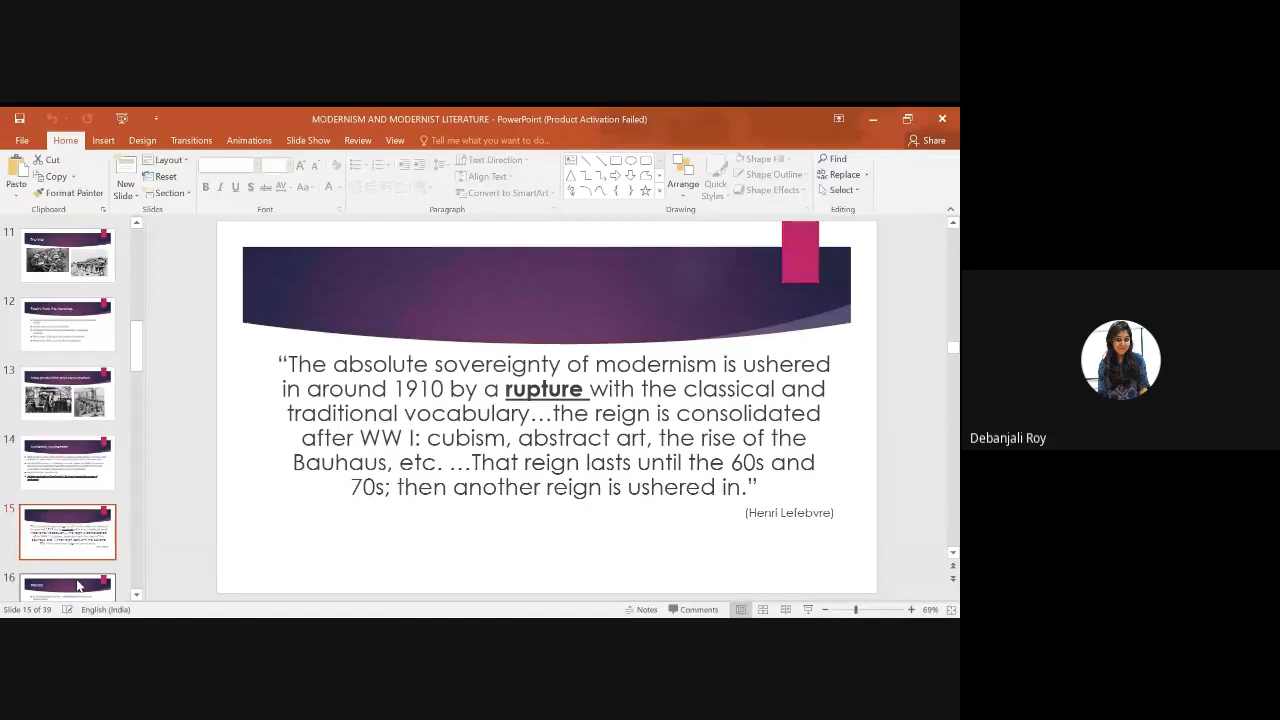 MODERNISM AND MODERNIST LITERATURE - PowerPoint (Product Activation Failed)
File Home Insert Design Transitions Animations Slide Show Review View Tell me what you want to do... Share
Paste
Cut
Copy
Format Painter
Clipboard
New
Slide
Layout
Reset
Section
Slides
B I U S abc AV Aa A
Font
Text Direction
Align Text
Convert to SmartArt
Paragraph
Arrange
Quick
Styles
Shape Fill
Shape Outline
Shape Effects
Drawing
Find
Replace
Select
Editing
11
12
13
14
15
16
“The absolute sovereignty of modernism is ushered
in around 1910 by a rupture with the classical and
traditional vocabulary…the reign is consolidated
after WW I: cubism, abstract art, the rise of the
Bauhaus, etc. reign lasts until the 60s and
70s; then another reign is ushered in.”
(Henri Lefebvre)
Slide 15 of 39 English (India) Notes Comments 69%
Debanjali Roy